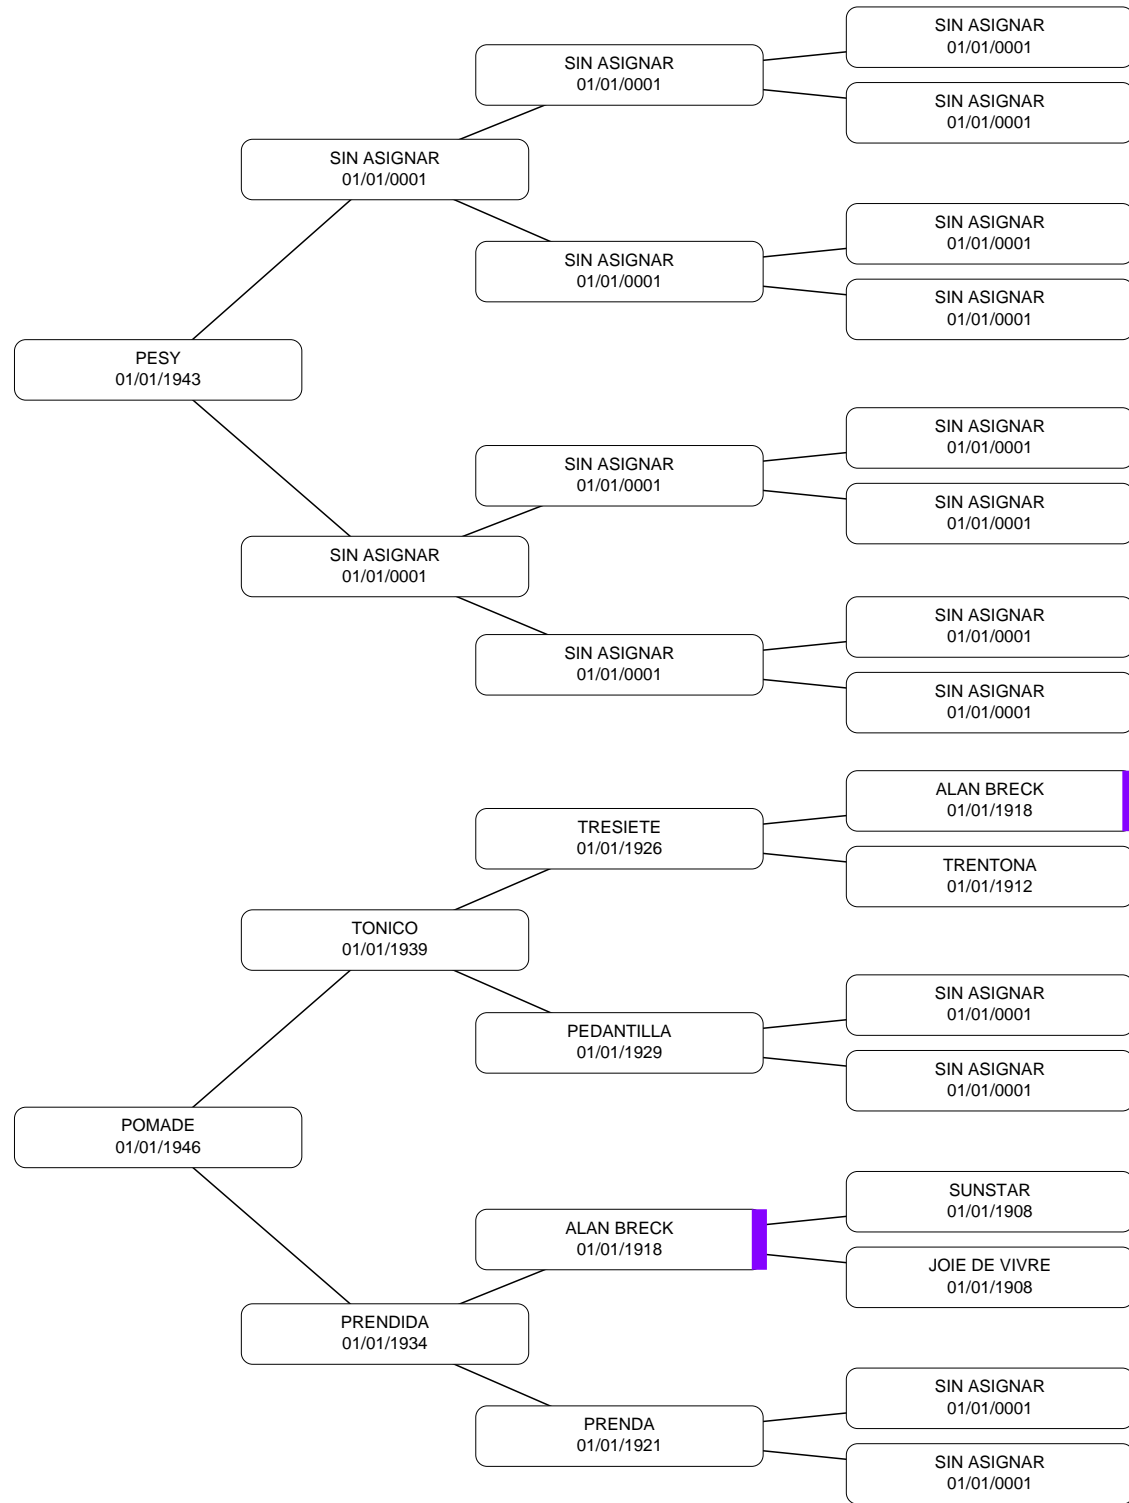 SIN ASIGNAR
01/01/0001
SIN ASIGNAR
01/01/0001
SIN ASIGNAR
01/01/0001
SIN ASIGNAR
01/01/0001
SIN ASIGNAR
01/01/0001
SIN ASIGNAR
01/01/0001
SIN ASIGNAR
01/01/0001
PESY
01/01/1943
SIN ASIGNAR
01/01/0001
SIN ASIGNAR
01/01/0001
SIN ASIGNAR
01/01/0001
SIN ASIGNAR
01/01/0001
SIN ASIGNAR
01/01/0001
SIN ASIGNAR
01/01/0001
SIN ASIGNAR
01/01/0001
ALAN BRECK
01/01/1918
TRESIETE
01/01/1926
TRENTONA
01/01/1912
TONICO
01/01/1939
SIN ASIGNAR
01/01/0001
PEDANTILLA
01/01/1929
SIN ASIGNAR
01/01/0001
POMADE
01/01/1946
SUNSTAR
01/01/1908
ALAN BRECK
01/01/1918
JOIE DE VIVRE
01/01/1908
PRENDIDA
01/01/1934
SIN ASIGNAR
01/01/0001
PRENDA
01/01/1921
SIN ASIGNAR
01/01/0001